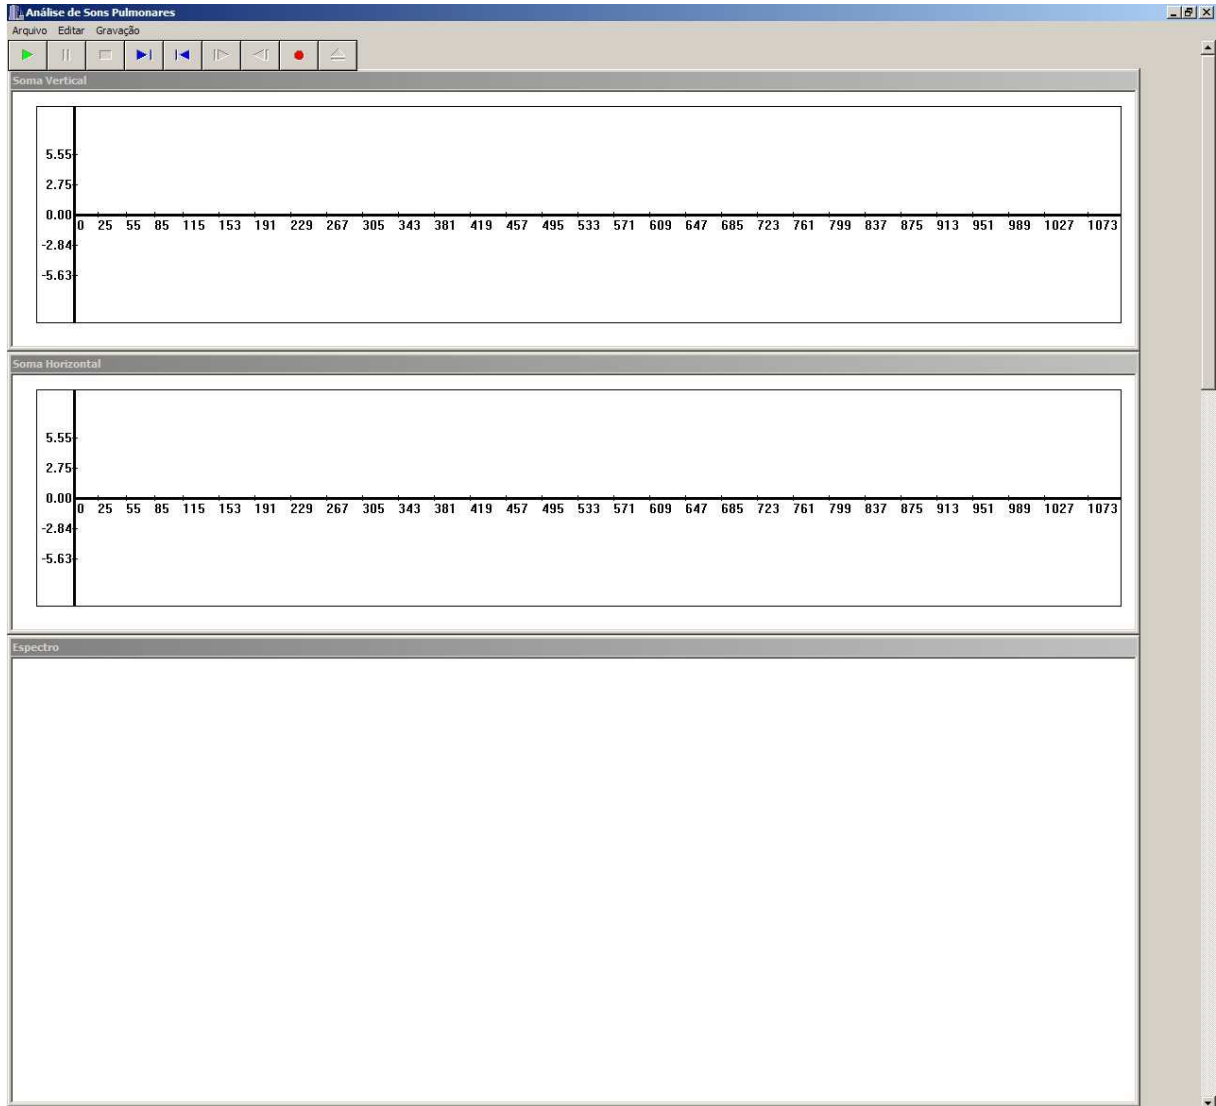 Análise de Sons Pulmonares
Arquivo Editar Gravação
Soma Vertical
5.55
2.75
0.00
0 25 55 85 115 153 191 229 267 305 343 381 419 457 495 533 571 609 647 685 723 761 799 837 875 913 951 989 1027 1073
-2.84
-5.63
Soma Horizontal
5.55
2.75
0.00
0 25 55 85 115 153 191 229 267 305 343 381 419 457 495 533 571 609 647 685 723 761 799 837 875 913 951 989 1027 1073
-2.84
-5.63
Espectro